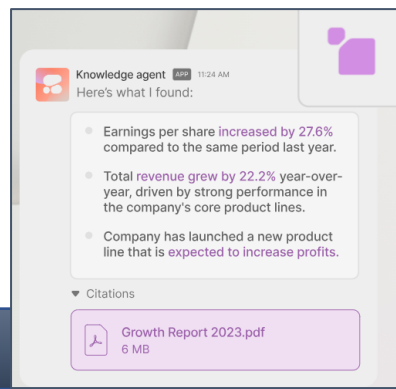 Knowledge agent APP 11:24 AM
Here's what I found:
Earnings per share increased by 27.6%
compared to the same period last year.
Total revenue grew by 22.2% year-over-
year, driven by strong performance in
the company's core product lines.
Company has launched a new product
line that is expected to increase profits.
Citations
Growth Report 2023.pdf
6 MB